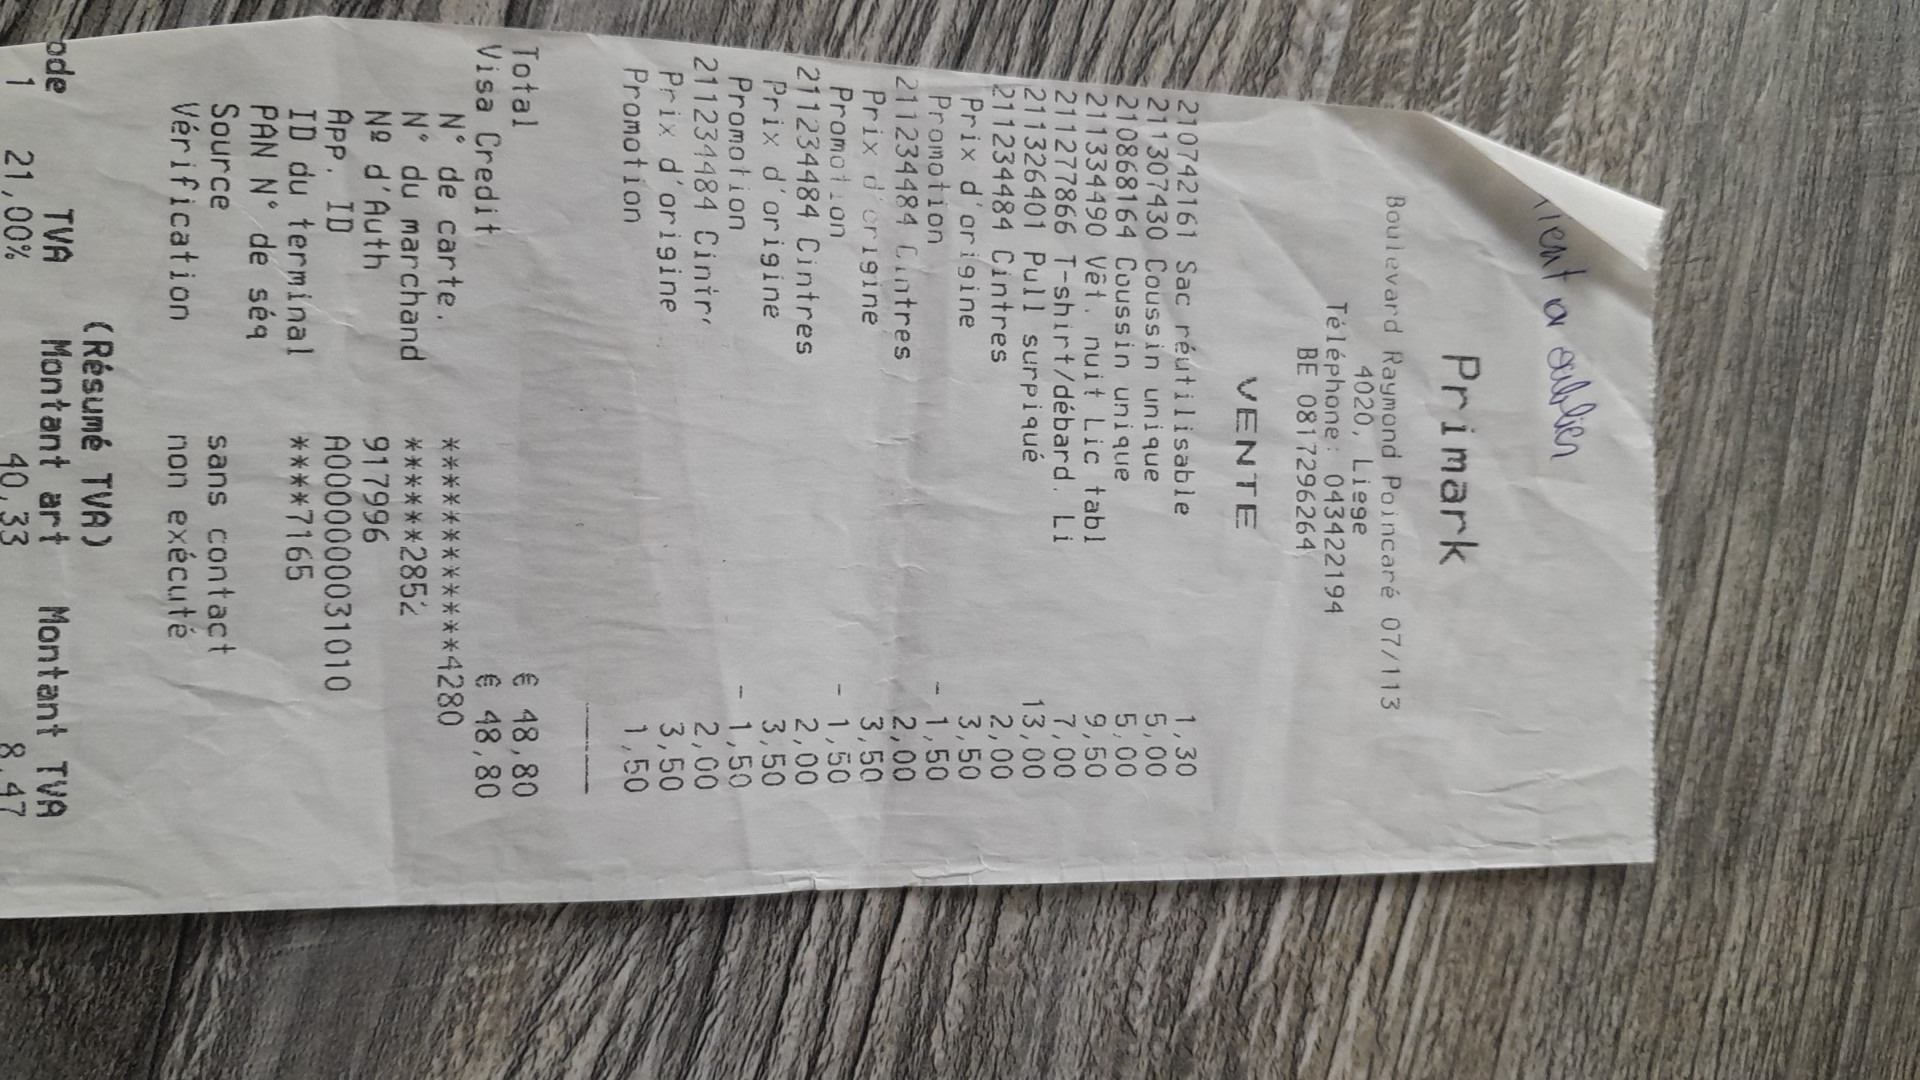 a oublier
Primark
Boulevard Raymond Poincaré 07/113
4020, Liege
Téléphone: 043422194
BE 0817296264
VENTE
210742161 Sac réutilisable 1,30
211307430 Coussin unique 5,00
210868164 Coussin unique 5,00
211334490 Vêt. nuit Lic tabl 9,50
211277866 T-shirt/débard. Li 7,00
211326401 Pull surpiqué 13,00
211234484 Cintres 2,00
Prix d'origine 3,50
Promotion - 1,50
211234484 Cintres 2,00
Prix d'origine 3,50
Promotion - 1,50
211234484 Cintres 2,00
Prix d'origine 3,50
Promotion - 1,50
211234484 Cintr 2,00
Prix d'origine 3,50
Promotion 1,50
Total € 48,80
Visa Credit € 48,80
N° de carte. ************4280
N° du marchand ******2852
Nº d'Auth 917996
App. ID A0000000031010
ID du terminal ****7165
PAN N° de séq
Source sans contact
Vérification non exécuté
(Résumé TVA)
ode TVA Montant art Montant TVA
1 21,00% 40,33 8,47